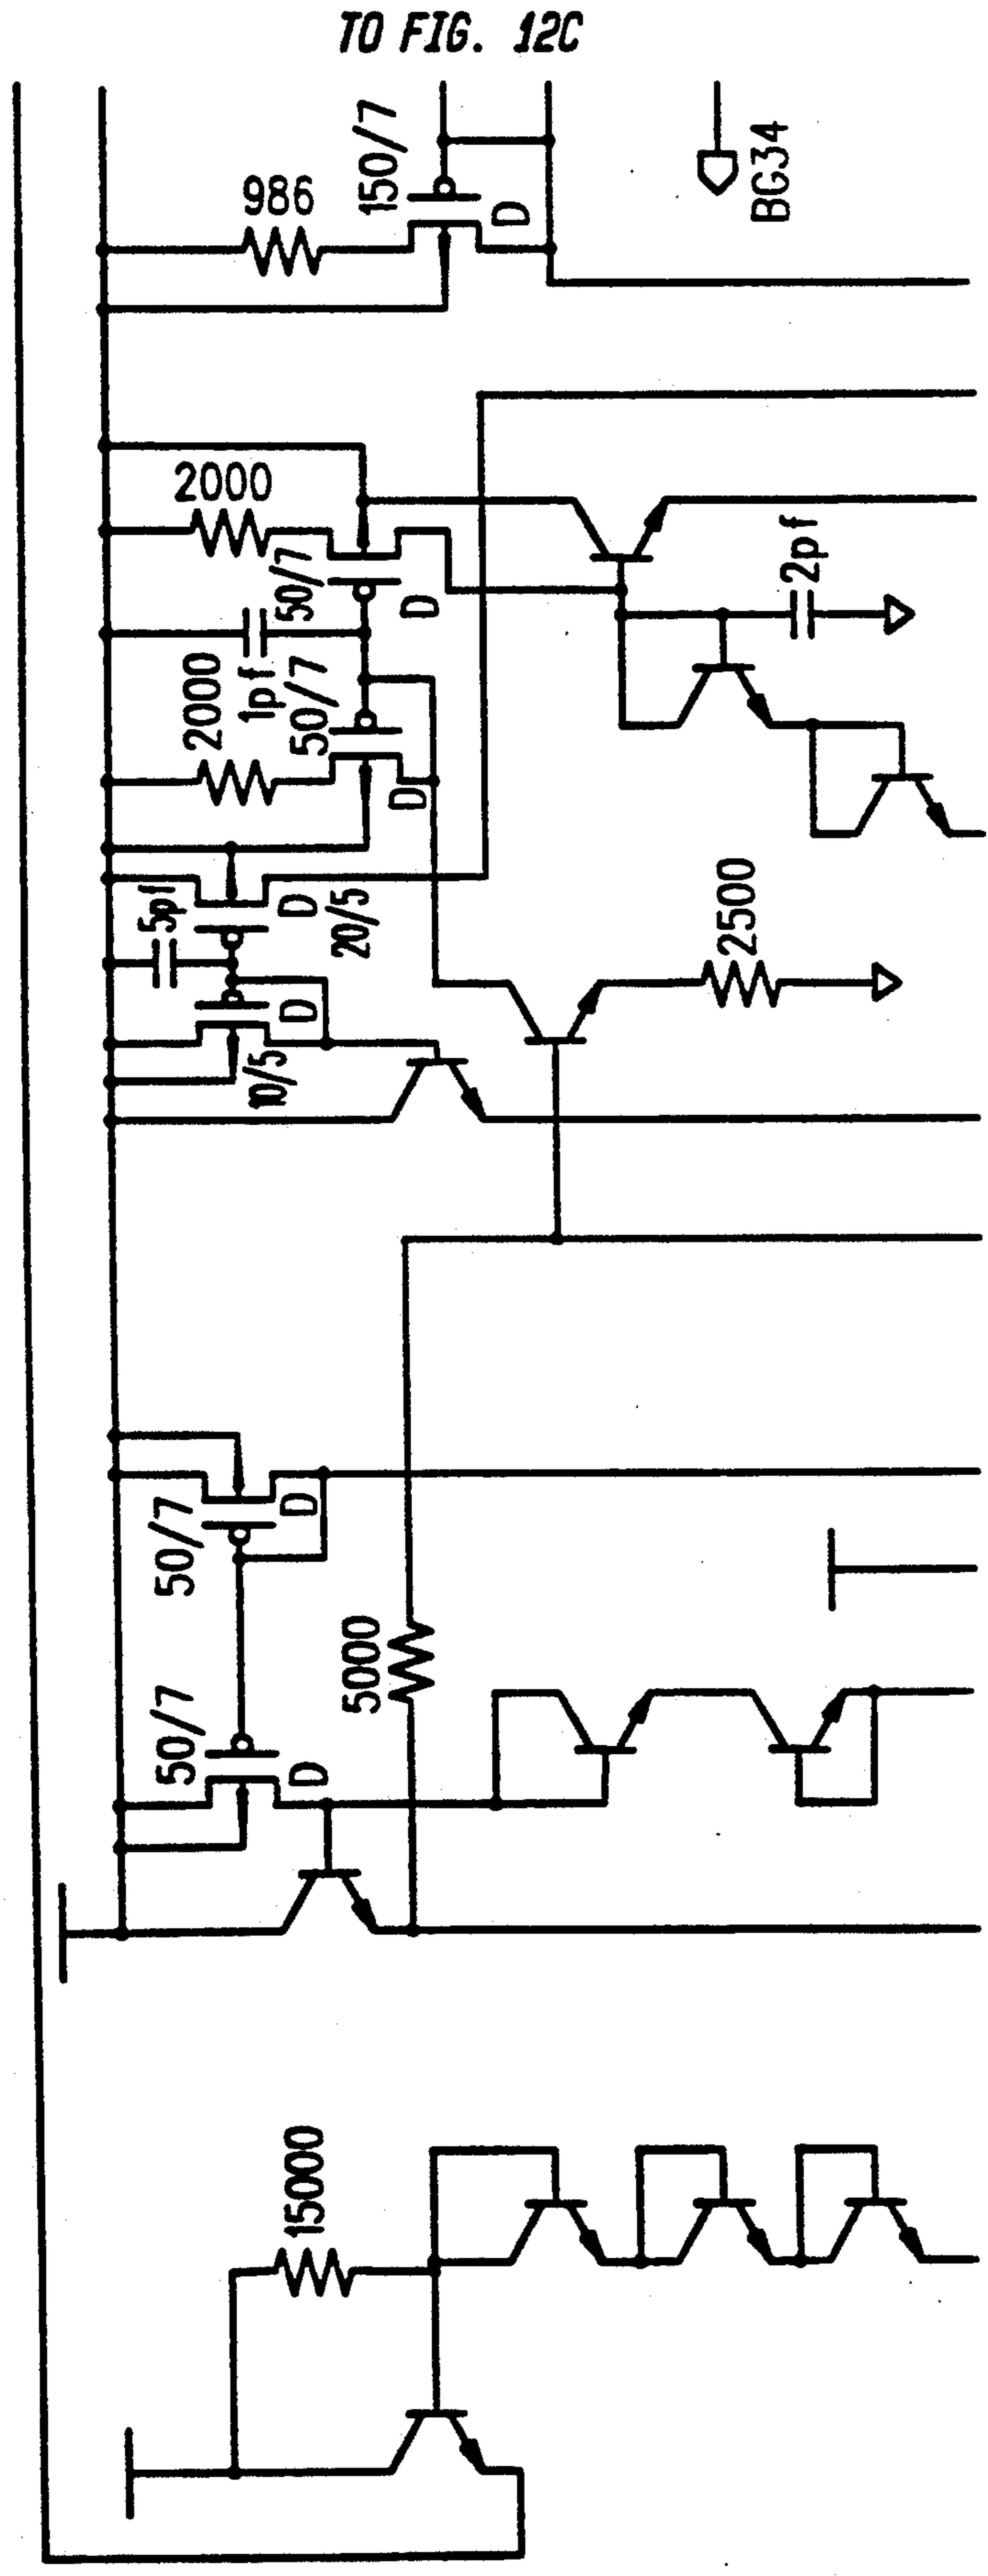 TO FIG. 12C
986
150/7
D
BG34
2000
50/7
D
1pf
2pf
2000
50/7
D
5pf
D
20/5
2500
D
10/5
50/7
D
5000
50/7
D
15000